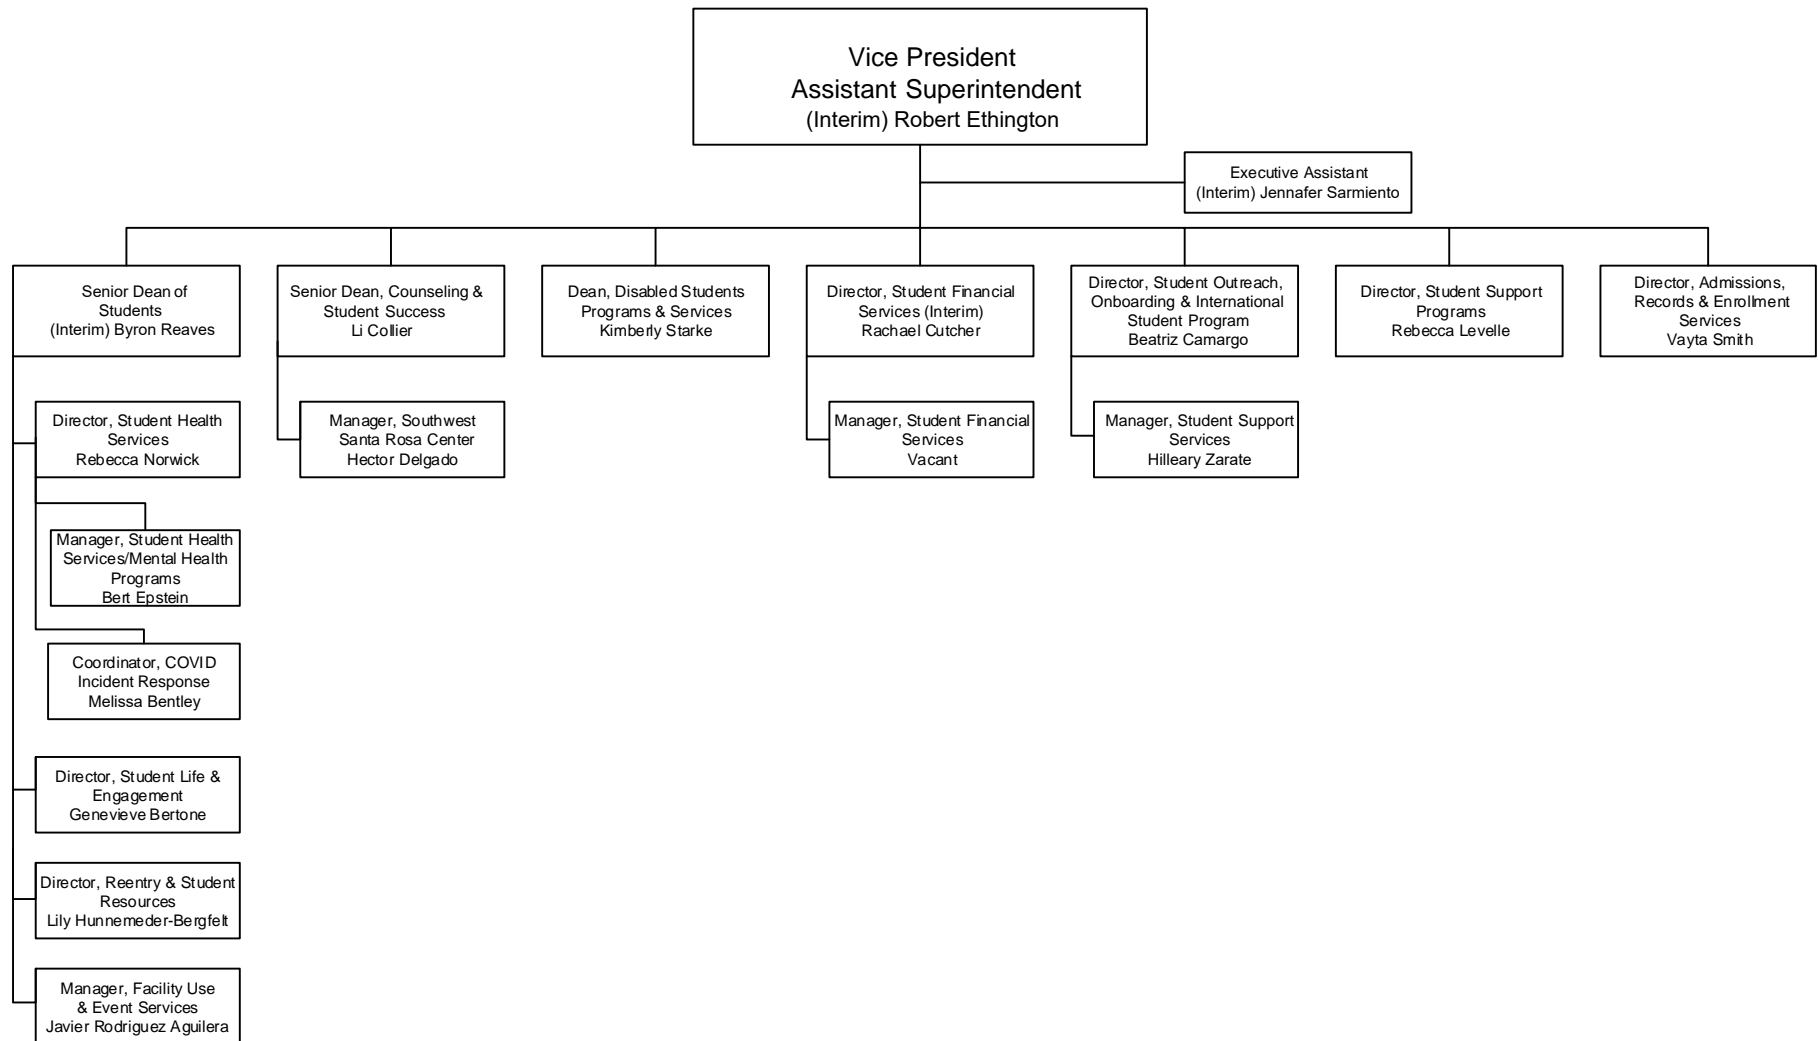 Vice President
Assistant Superintendent
(Interim) Robert Ethington
Executive Assistant
(Interim) Jennafer Sarmiento
Senior Dean of
Students
(Interim) Byron Reaves
Senior Dean, Counseling &
Student Success
Li Collier
Dean, Disabled Students
Programs & Services
Kimberly Starke
Director, Student Financial
Services (Interim)
Rachael Cutcher
Director, Student Outreach,
Onboarding & International
Student Program
Beatriz Camargo
Director, Student Support
Programs
Rebecca Levelle
Director, Admissions,
Records & Enrollment
Services
Vayta Smith
Director, Student Health
Services
Rebecca Norwick
Manager, Southwest
Santa Rosa Center
Hector Delgado
Manager, Student Financial
Services
Vacant
Manager, Student Support
Services
Hilleary Zarate
Manager, Student Health
Services/Mental Health
Programs
Bert Epstein
Coordinator, COVID
Incident Response
Melissa Bentley
Director, Student Life &
Engagement
Genevieve Bertone
Director, Reentry & Student
Resources
Lily Hunnemeder-Bergfelt
Manager, Facility Use
& Event Services
Javier Rodriguez Aguilera